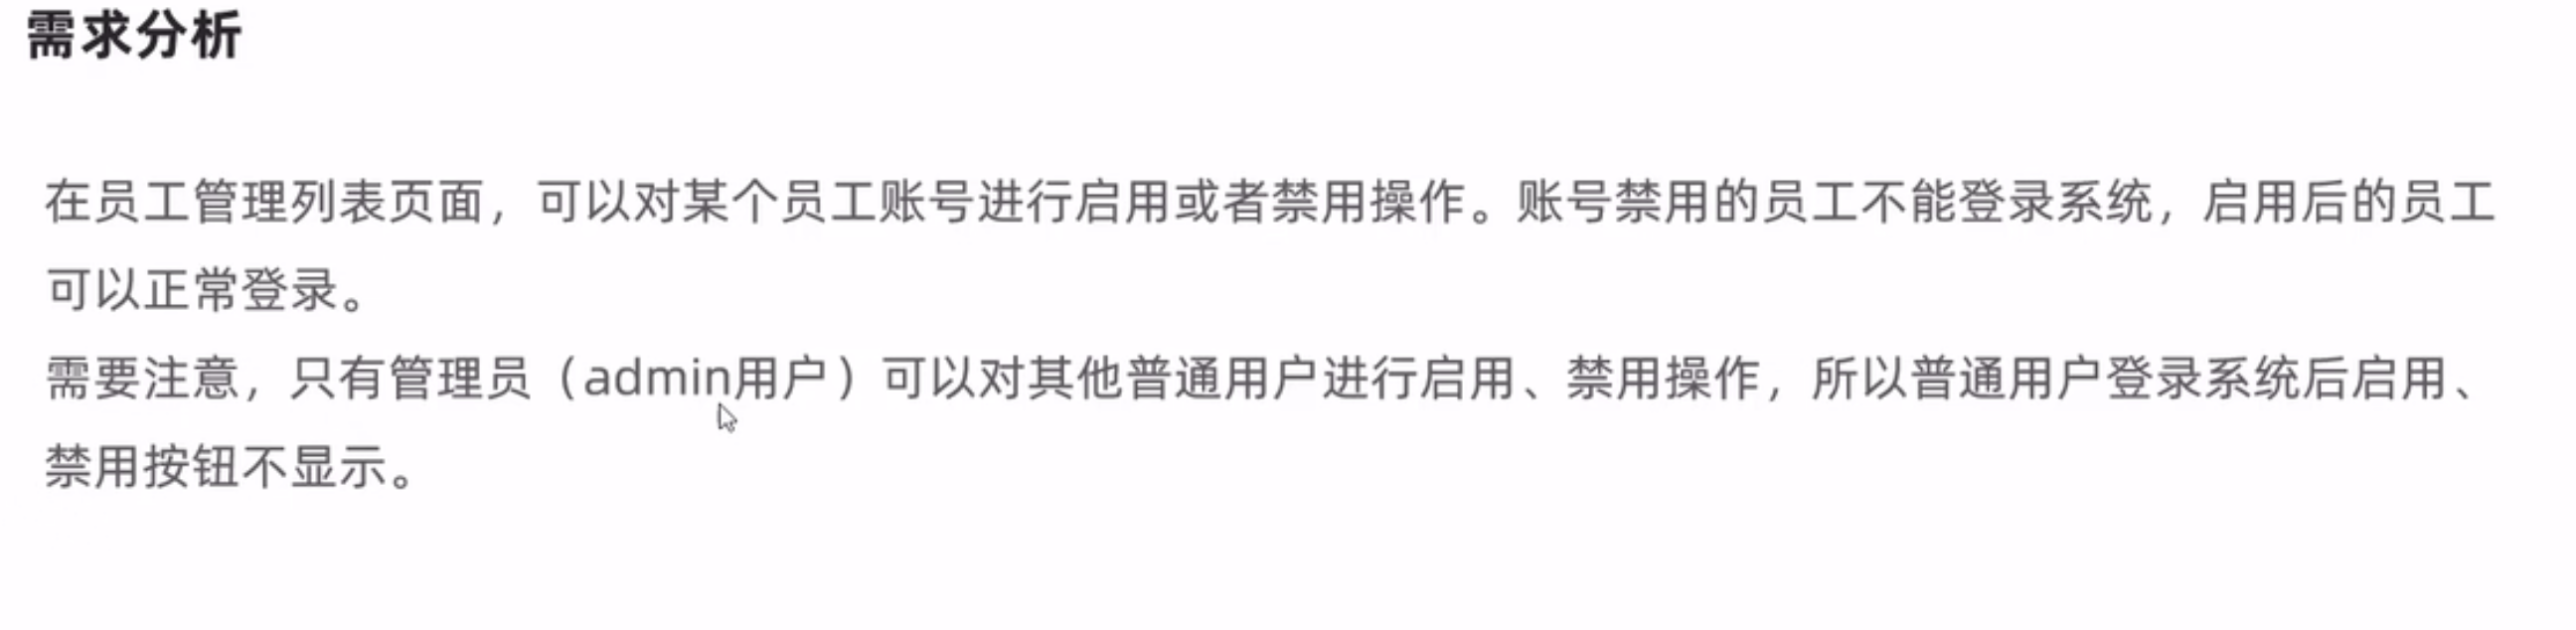 需求分析
在员工管理列表页面，可以对某个员工账号进行启用或者禁用操作。账号禁用的员工不能登录系统，启用后的员工
可以正常登录。
需要注意，只有管理员（admin用户）可以对其他普通用户进行启用、禁用操作，所以普通用户登录系统后启用、
禁用按钮不显示。